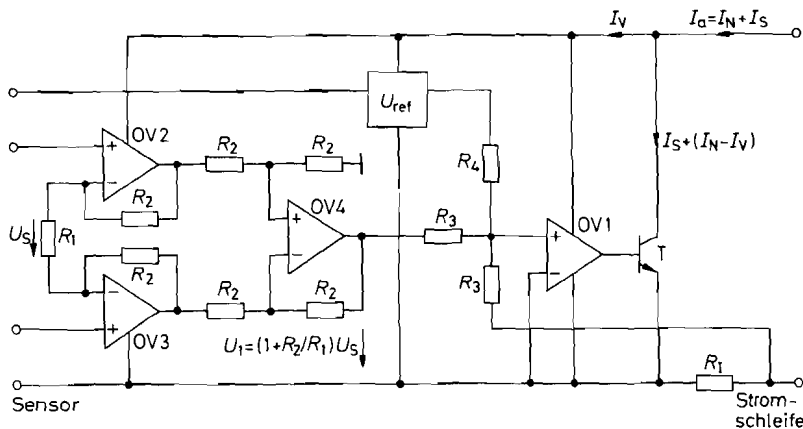 I_V
I_a=I_N+I_S
U_ref
OV2
R_2
R_2
I_S+(I_N-I_V)
R_4
R_2
OV4
R_3
OV1
U_S
R_1
T
R_2
R_3
R_2
R_2
OV3
U_1=(1+R_2/R_1)U_S
R_I
Sensor
Strom-
schleife